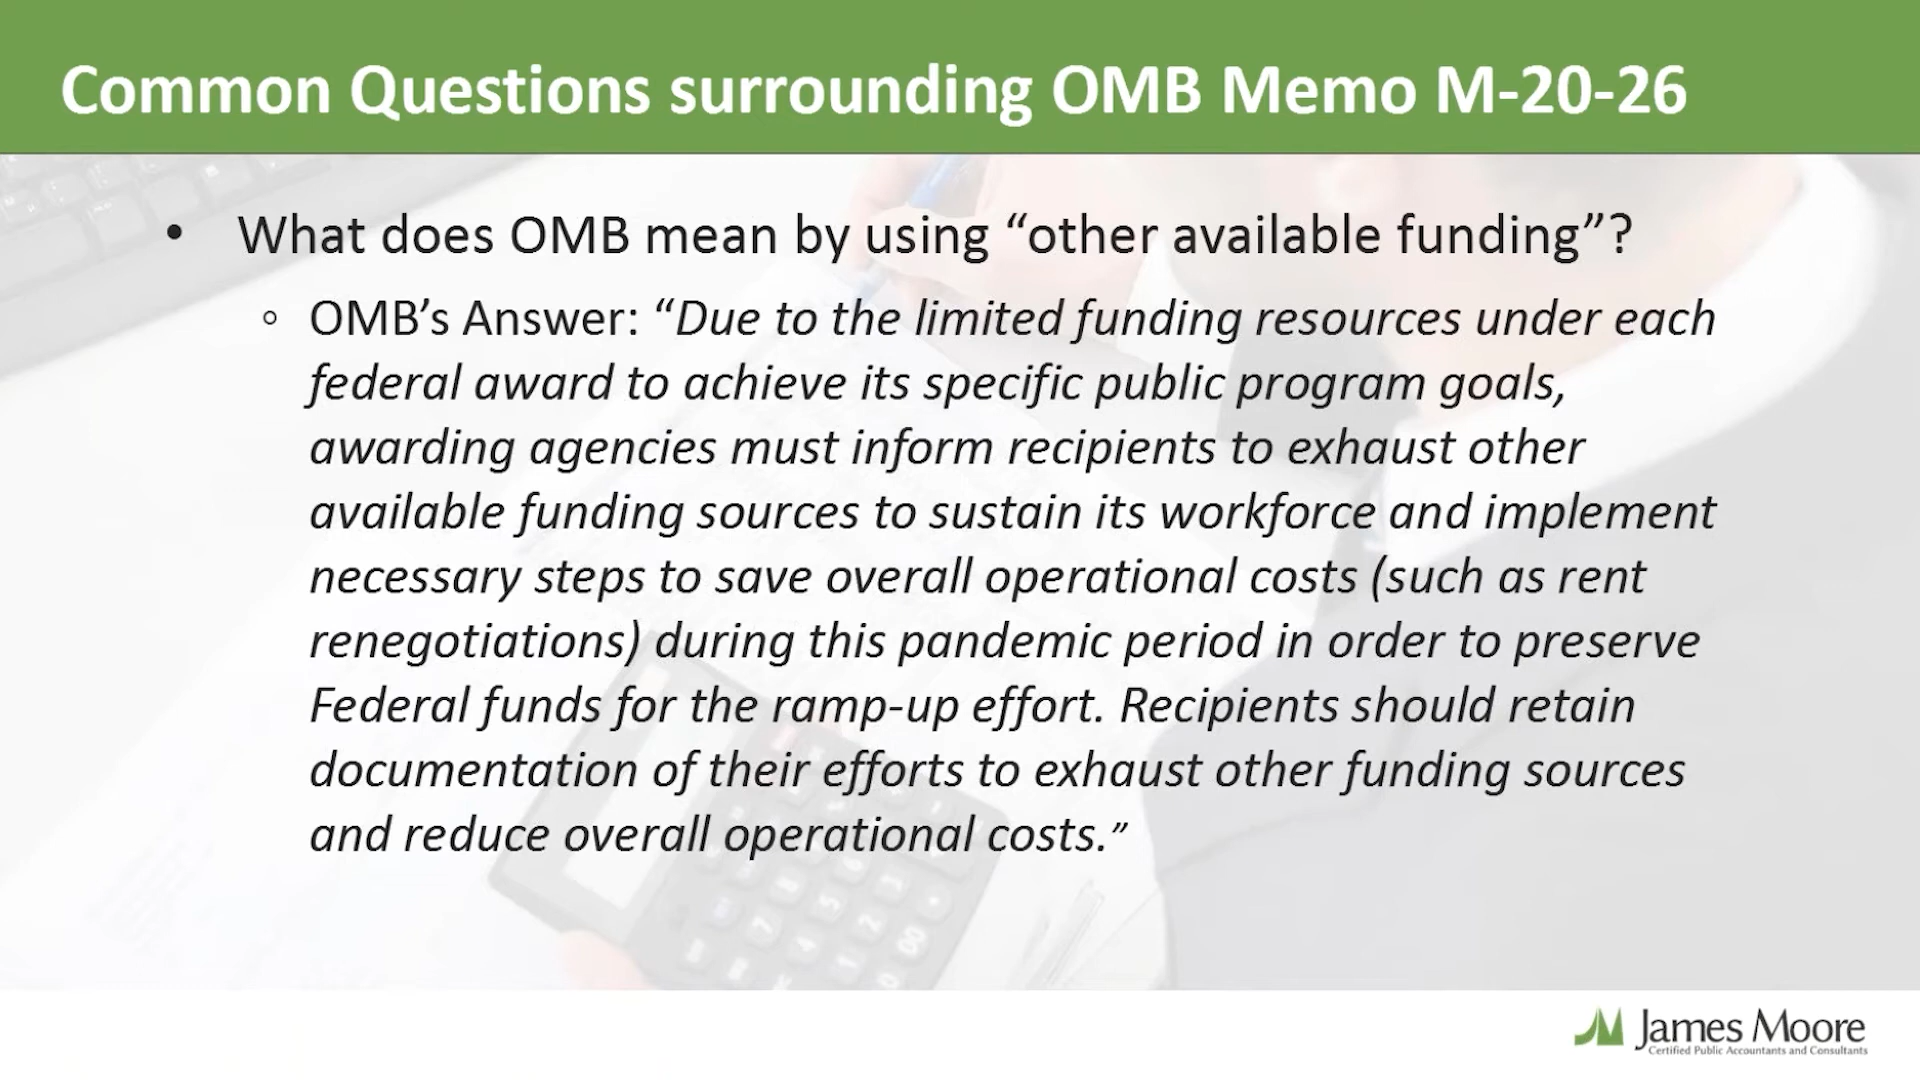 Common Questions surrounding OMB Memo M-20-26
• What does OMB mean by using “other available funding”?
◦ OMB’s Answer: “Due to the limited funding resources under each
federal award to achieve its specific public program goals,
awarding agencies must inform recipients to exhaust other
available funding sources to sustain its workforce and implement
necessary steps to save overall operational costs (such as rent
renegotiations) during this pandemic period in order to preserve
Federal funds for the ramp-up effort. Recipients should retain
documentation of their efforts to exhaust other funding sources
and reduce overall operational costs.”
James Moore
Certified Public Accountants and Consultants